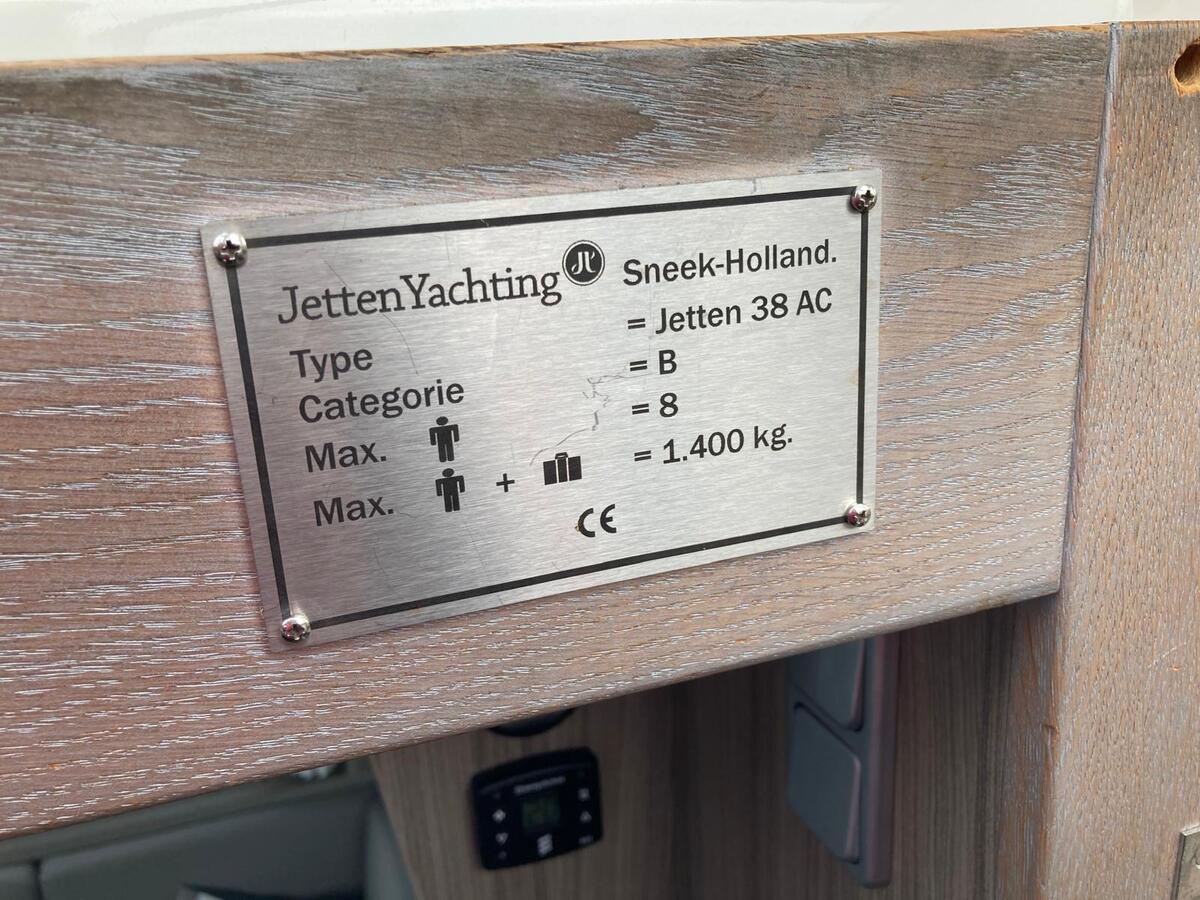 JettenYachting Sneek-Holland.
Type = Jetten 38 AC
Categorie = B
Max. = 8
Max. + = 1.400 kg.
CE